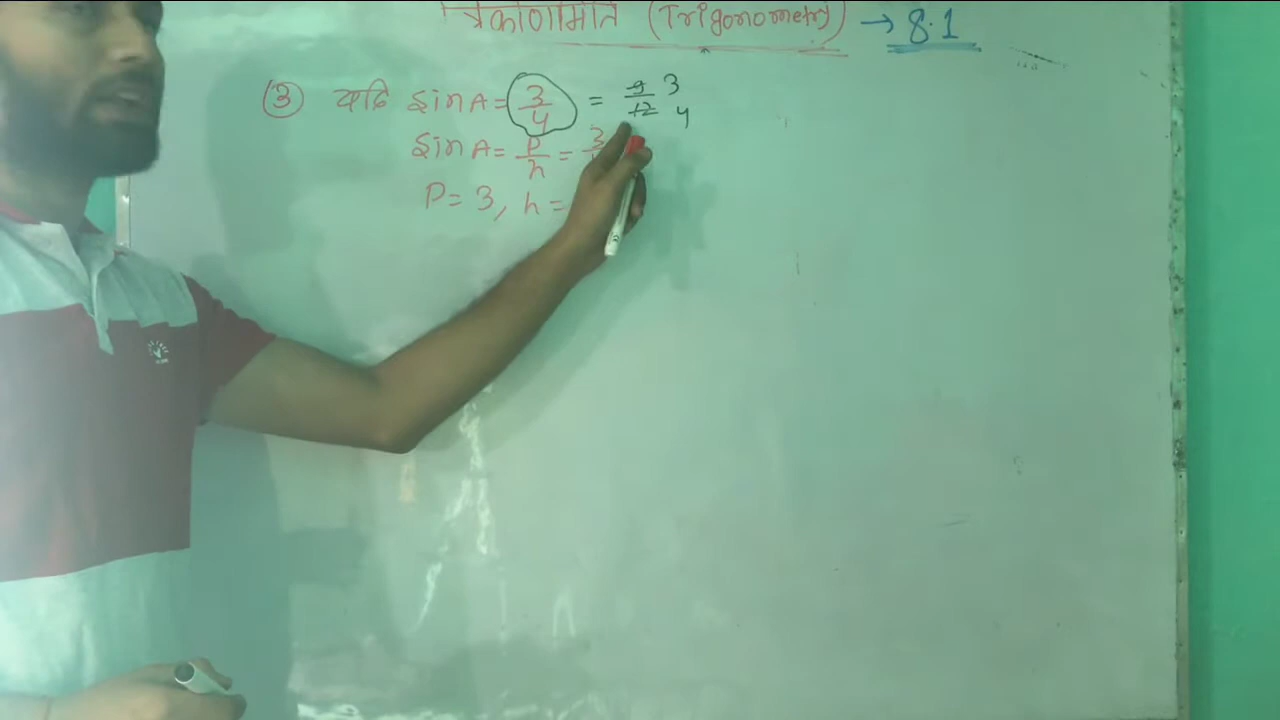 त्रिकोणमिति (Trigonometry) → 8.1
③ यदि sin A = 3/4 = 9/12 3 4
sin A = P/h = 3
P = 3, h =